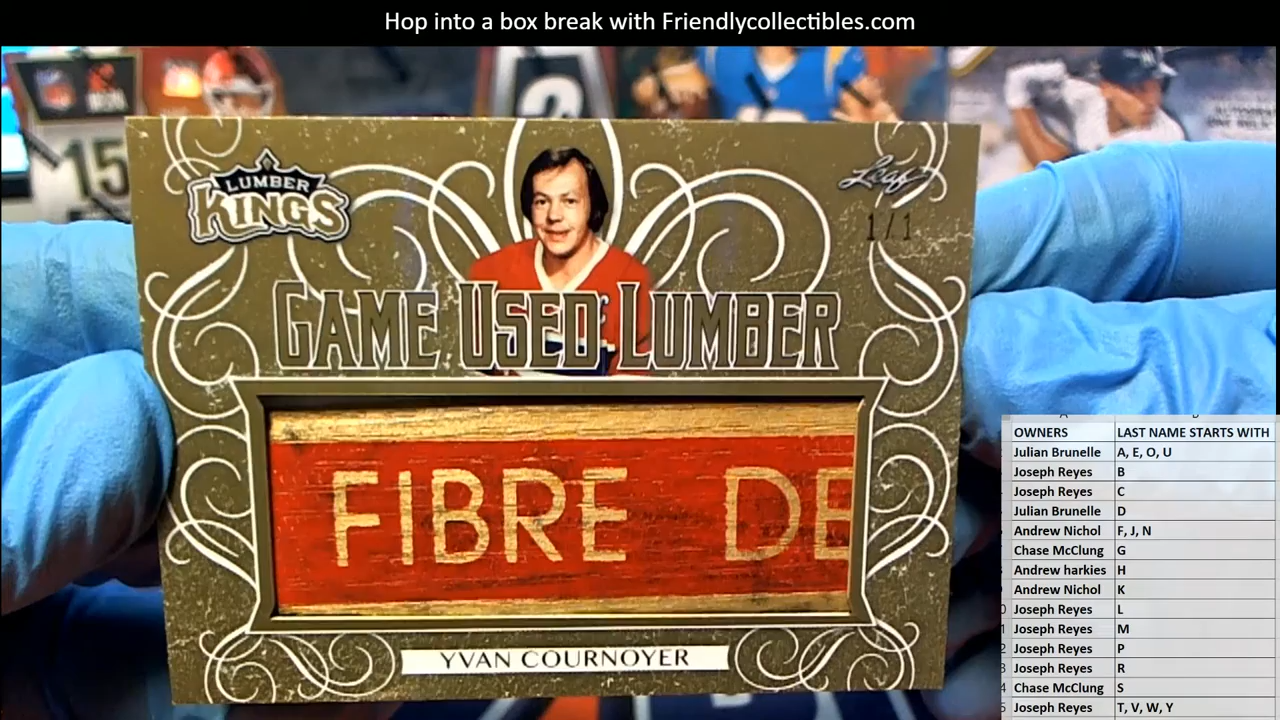 Hop into a box break with Friendlycollectibles.com
15
LUMBER
KINGS
Leaf
1/1
GAME USED LUMBER
FIBRE DE
YVAN COURNOYER
OWNERS LAST NAME STARTS WITH
Julian Brunelle A, E, O, U
Joseph Reyes B
Joseph Reyes C
Julian Brunelle D
Andrew Nichol F, J, N
Chase McClung G
Andrew harkies H
Andrew Nichol K
Joseph Reyes L
Joseph Reyes M
Joseph Reyes P
Joseph Reyes R
Chase McClung S
Joseph Reyes T, V, W, Y